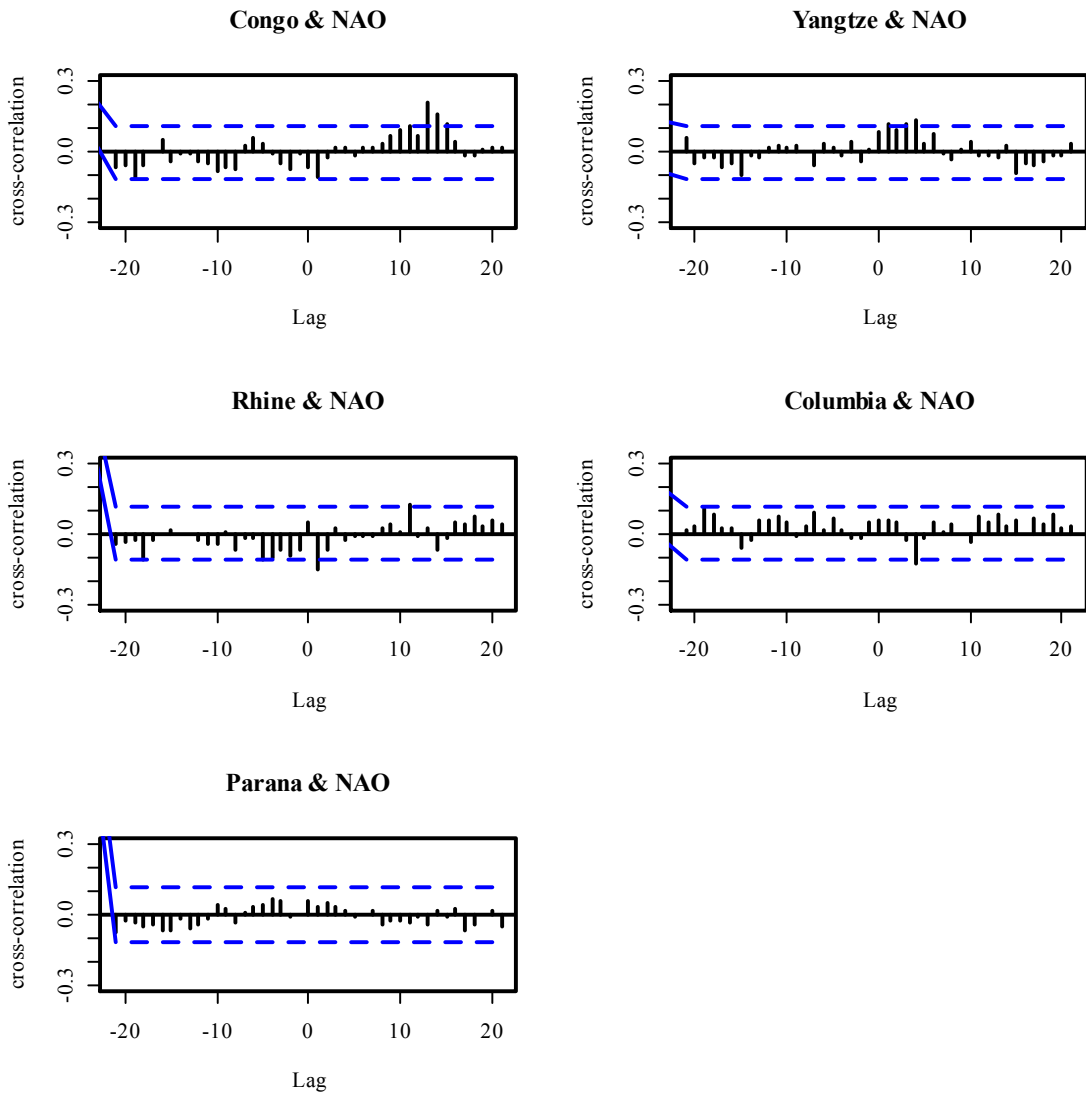 Congo & NAO
cross-correlation
0.3
0.0
-0.3
-20 -10 0 10 20
Lag
Yangtze & NAO
cross-correlation
0.3
0.0
-0.3
-20 -10 0 10 20
Lag
Rhine & NAO
cross-correlation
0.3
0.0
-0.3
-20 -10 0 10 20
Lag
Columbia & NAO
cross-correlation
0.3
0.0
-0.3
-20 -10 0 10 20
Lag
Parana & NAO
cross-correlation
0.3
0.0
-0.3
-20 -10 0 10 20
Lag